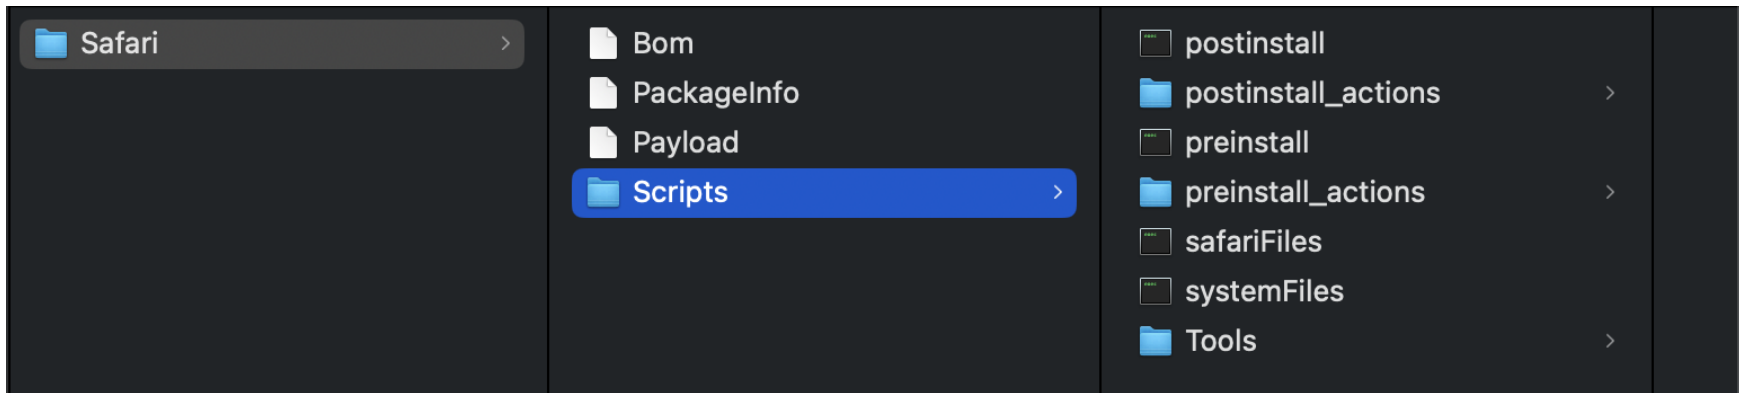 Safari
Bom
PackageInfo
Payload
Scripts
postinstall
postinstall_actions
preinstall
preinstall_actions
safariFiles
systemFiles
Tools